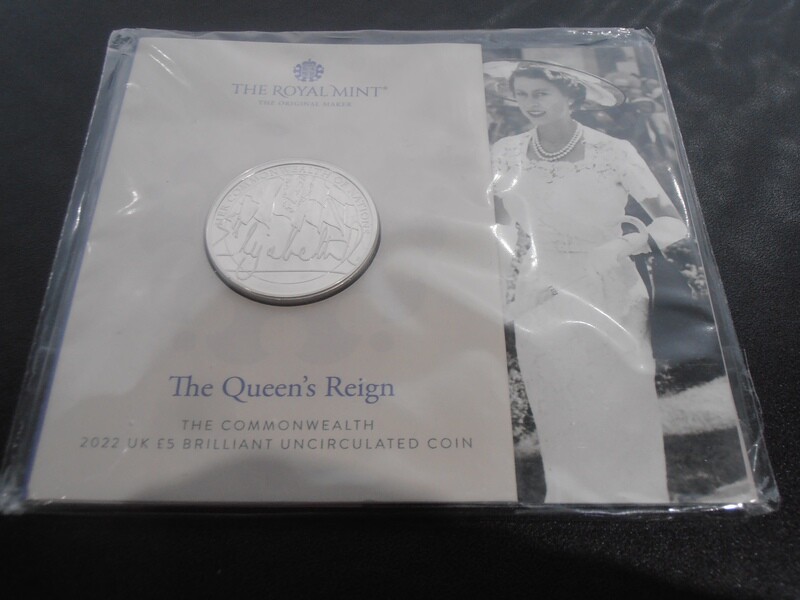 THE ROYAL MINT®
THE ORIGINAL MAKER
Elizabeth
The Queen's Reign
THE COMMONWEALTH
2022 UK £5 BRILLIANT UNCIRCULATED COIN